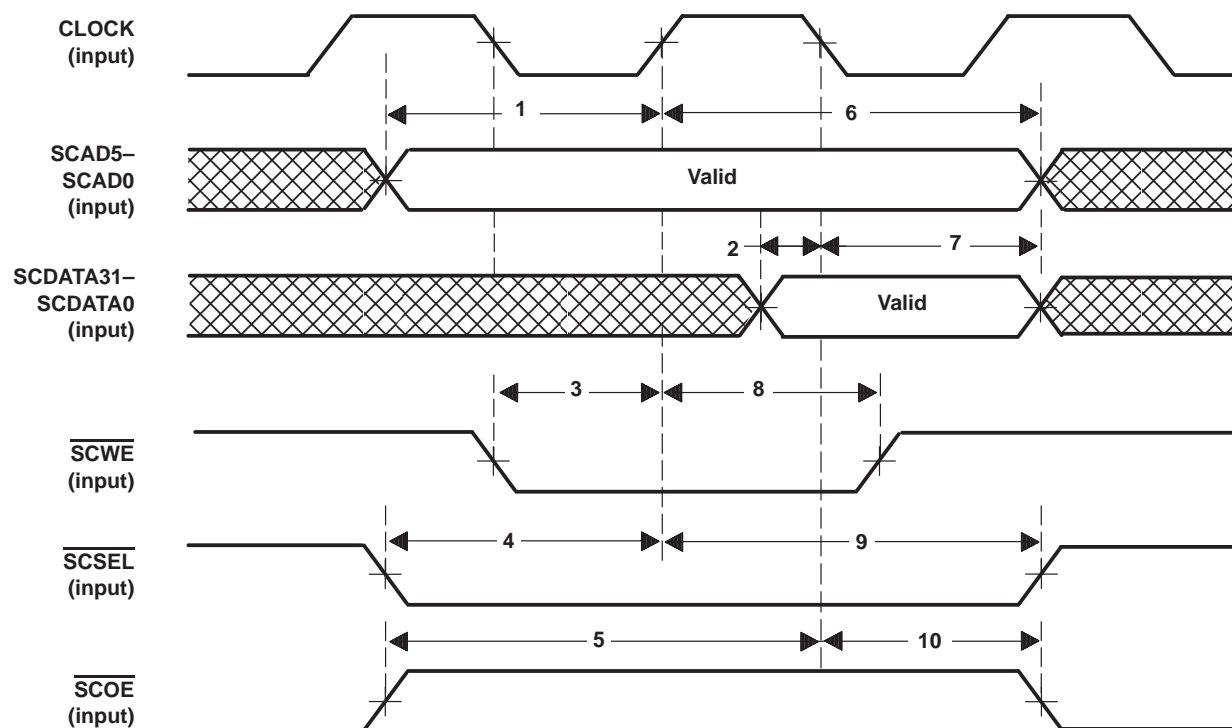 CLOCK
(input)
1
6
SCAD5–
SCAD0
(input)
Valid
2
7
SCDATA31–
SCDATA0
(input)
Valid
3
8
SCWE
(input)
4
9
SCSEL
(input)
5
10
SCOE
(input)